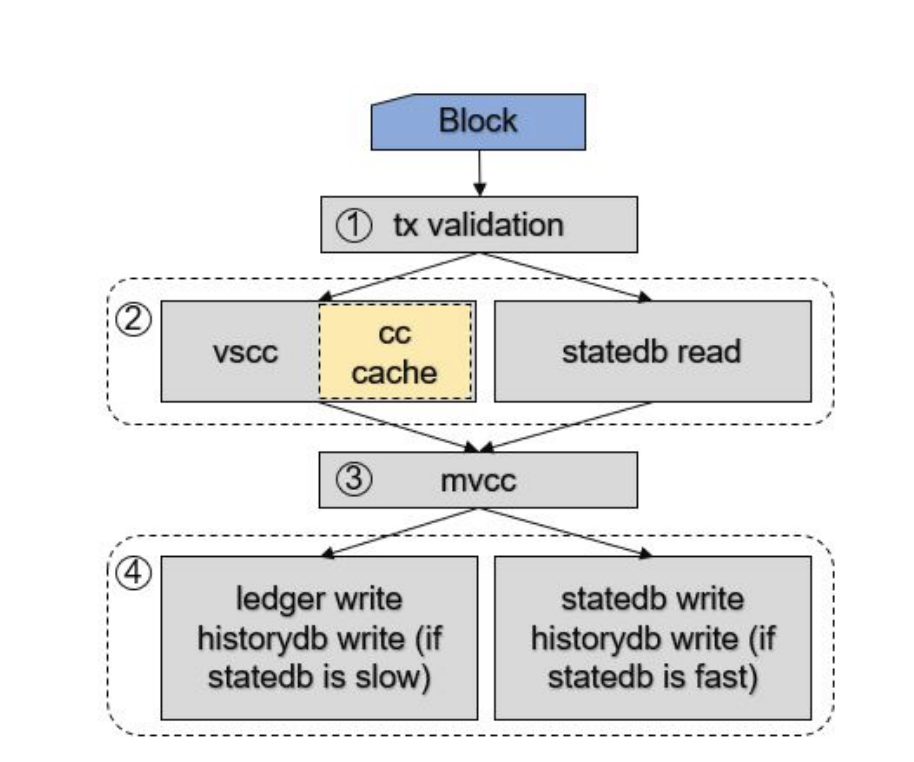 Block
① tx validation
②
vscc
cc
cache
statedb read
③ mvcc
④
ledger write
historydb write (if
statedb is slow)
statedb write
historydb write (if
statedb is fast)